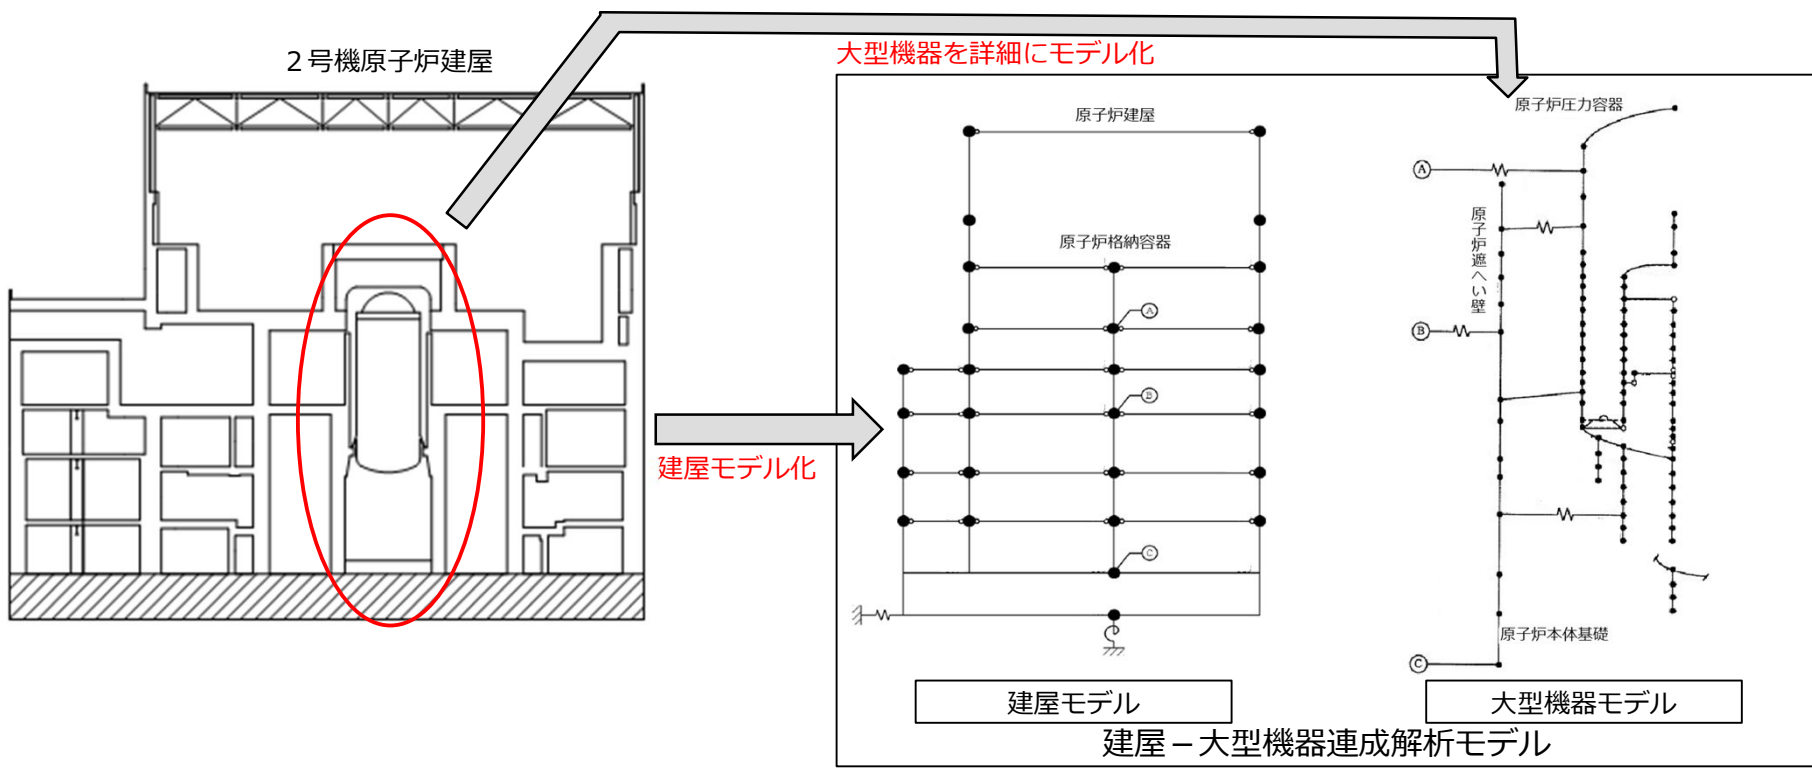 2号機原子炉建屋
大型機器を詳細にモデル化
建屋モデル化
原子炉建屋
原子炉格納容器
A
B
C
建屋モデル
原子炉圧力容器
A
原子炉遮へい壁
B
原子炉本体基礎
C
大型機器モデル
建屋－大型機器連成解析モデル